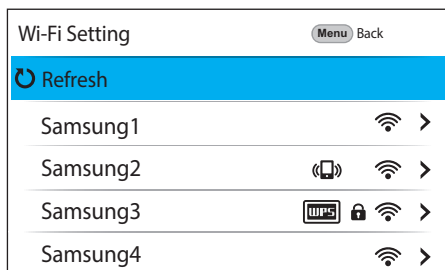 Wi-Fi Setting Menu Back
Refresh
Samsung1
Samsung2
Samsung3 WPS
Samsung4